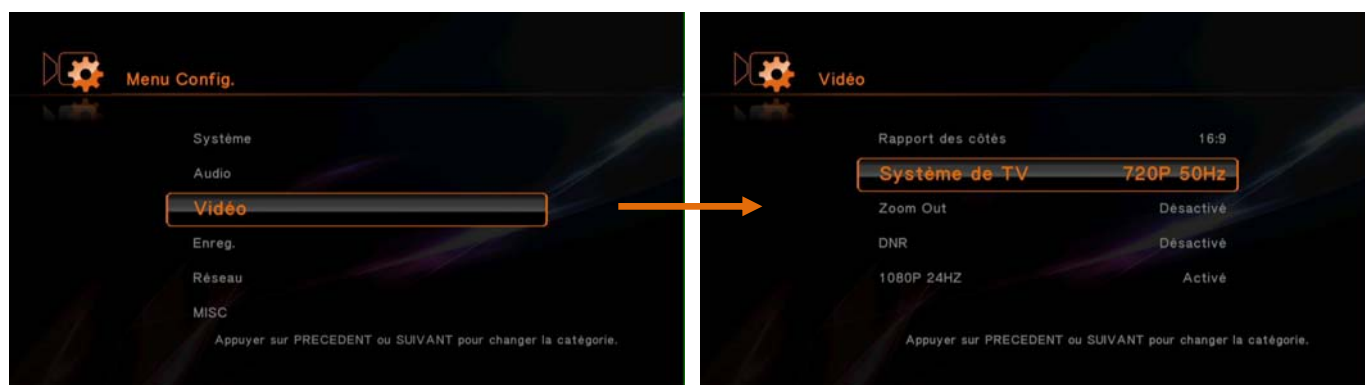 Menu Config.
Système
Audio
Vidéo
Enreg.
Réseau
MISC
Appuyer sur PRECEDENT ou SUIVANT pour changer la catégorie.
Vidéo
Rapport des côtés 16:9
Système de TV 720P 50Hz
Zoom Out Désactivé
DNR Désactivé
1080P 24HZ Activé
Appuyer sur PRECEDENT ou SUIVANT pour changer la catégorie.